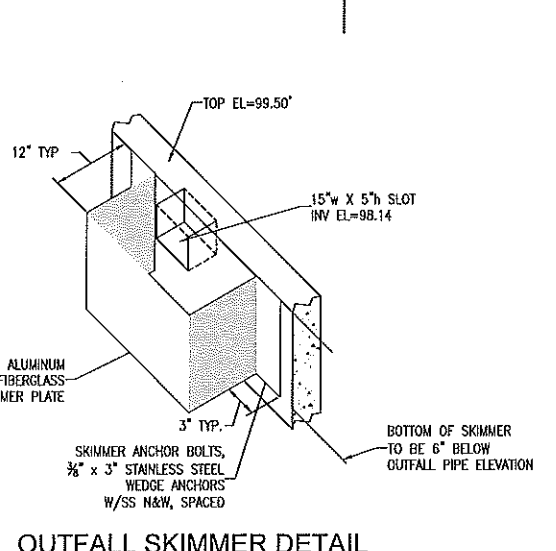 TOP EL=99.50'
12" TYP
15"w X 5"h SLOT
INV EL=98.14
ALUMINUM
FIBERGLASS
PLATE
3" TYP.
SKIMMER ANCHOR BOLTS,
3/8" x 3" STAINLESS STEEL
WEDGE ANCHORS
W/SS N&W, SPACED
BOTTOM OF SKIMMER
TO BE 6" BELOW
OUTFALL PIPE ELEVATION
OUTFALL SKIMMER DETAIL